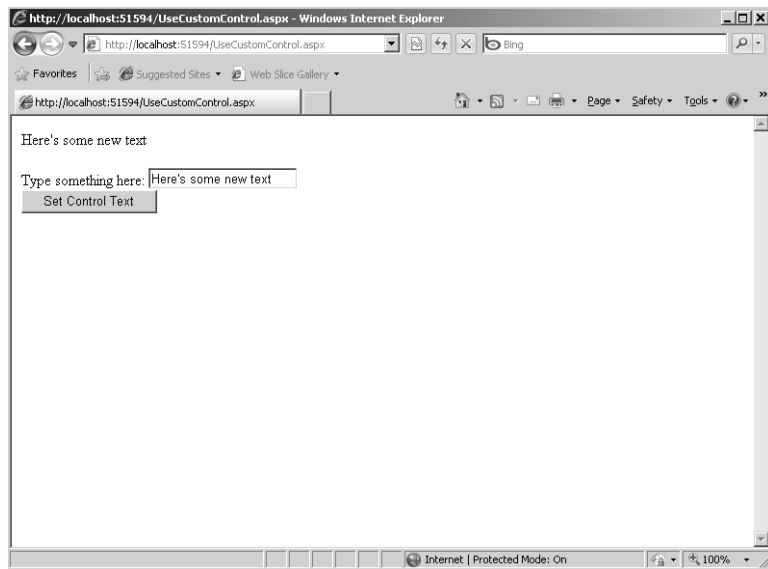 http://localhost:51594/UseCustomControl.aspx - Windows Internet Explorer
http://localhost:51594/UseCustomControl.aspx
Bing
Favorites Suggested Sites Web Slice Gallery
http://localhost:51594/UseCustomControl.aspx Page Safety Tools »
Here's some new text
Type something here: Here's some new text
Set Control Text
Internet | Protected Mode: On 100%